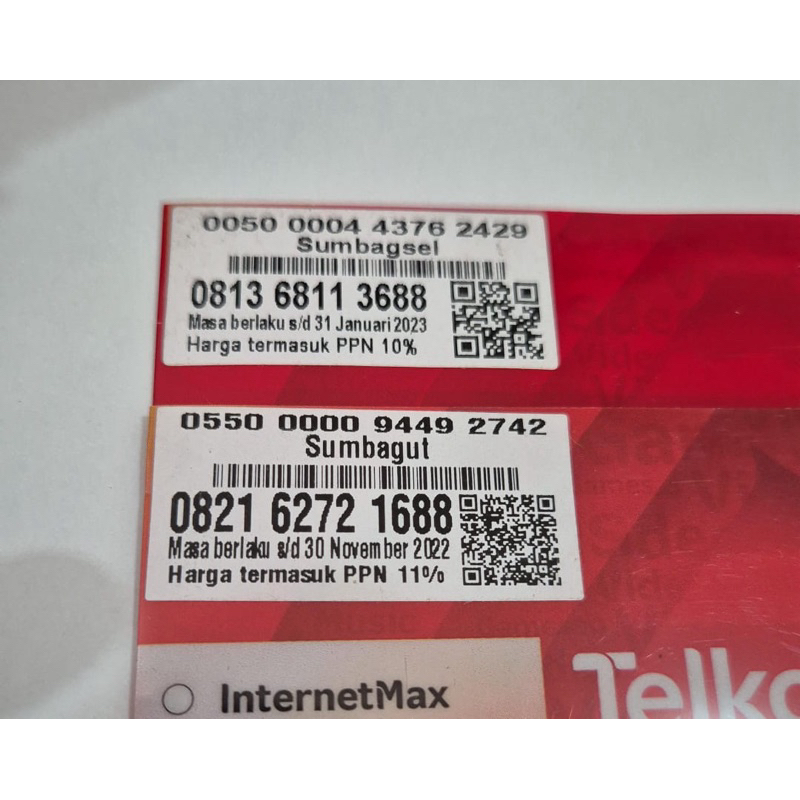 0050 0004 4376 2429
Sumbagsel
0813 6811 3688
Masa berlaku s/d 31 Januari 2023
Harga termasuk PPN 10%
0550 0000 9449 2742
Sumbagut
0821 6272 1688
Masa berlaku s/d 30 November 2022
Harga termasuk PPN 11%
InternetMax
Telko